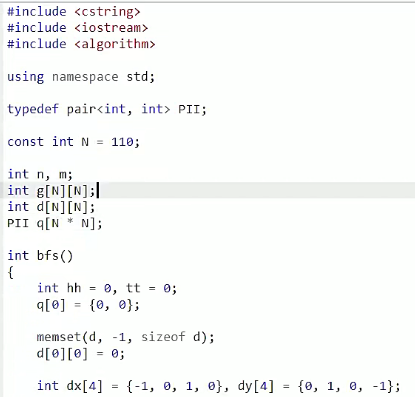 #include <cstring>
#include <iostream>
#include <algorithm>
using namespace std;
typedef pair<int, int> PII;
const int N = 110;
int n, m;
int g[N][N];
int d[N][N];
PII q[N * N];
int bfs()
{
int hh = 0, tt = 0;
q[0] = {0, 0};
memset(d, -1, sizeof d);
d[0][0] = 0;
int dx[4] = {-1, 0, 1, 0}, dy[4] = {0, 1, 0, -1};